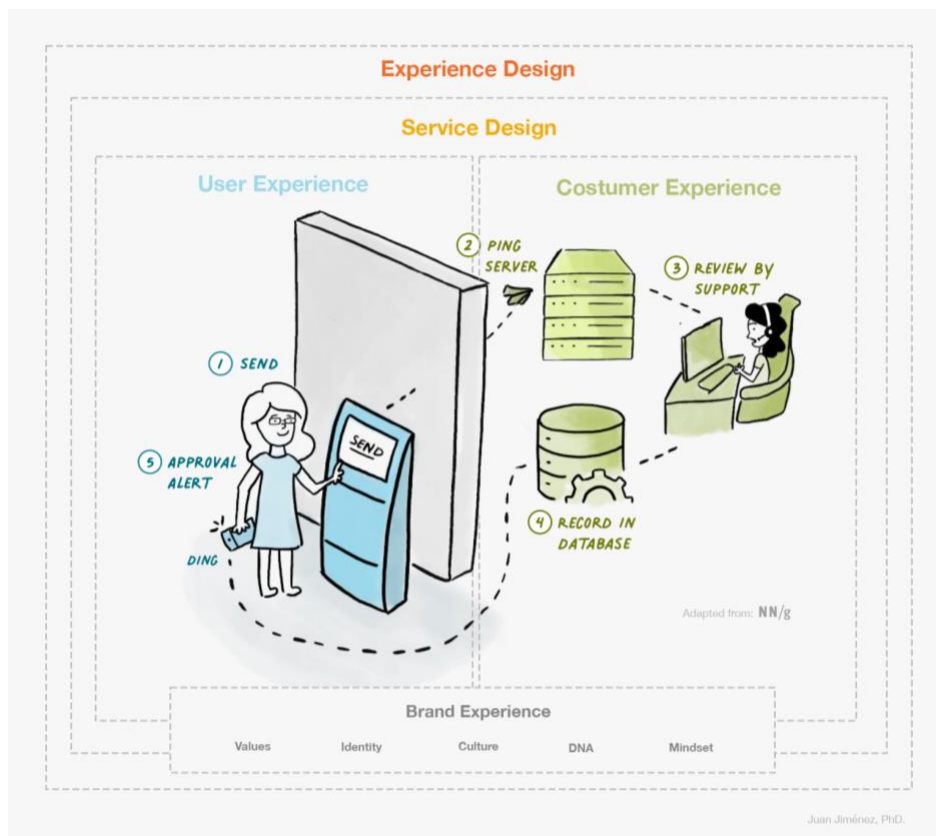 Experience Design
Service Design
User Experience
Costumer Experience
1 SEND
2 PING
SERVER
3 REVIEW BY
SUPPORT
SEND
5 APPROVAL
ALERT
DING
4 RECORD IN
DATABASE
Adapted from: NN/g
Brand Experience
Values Identity Culture DNA Mindset
Juan Jiménez, PhD.